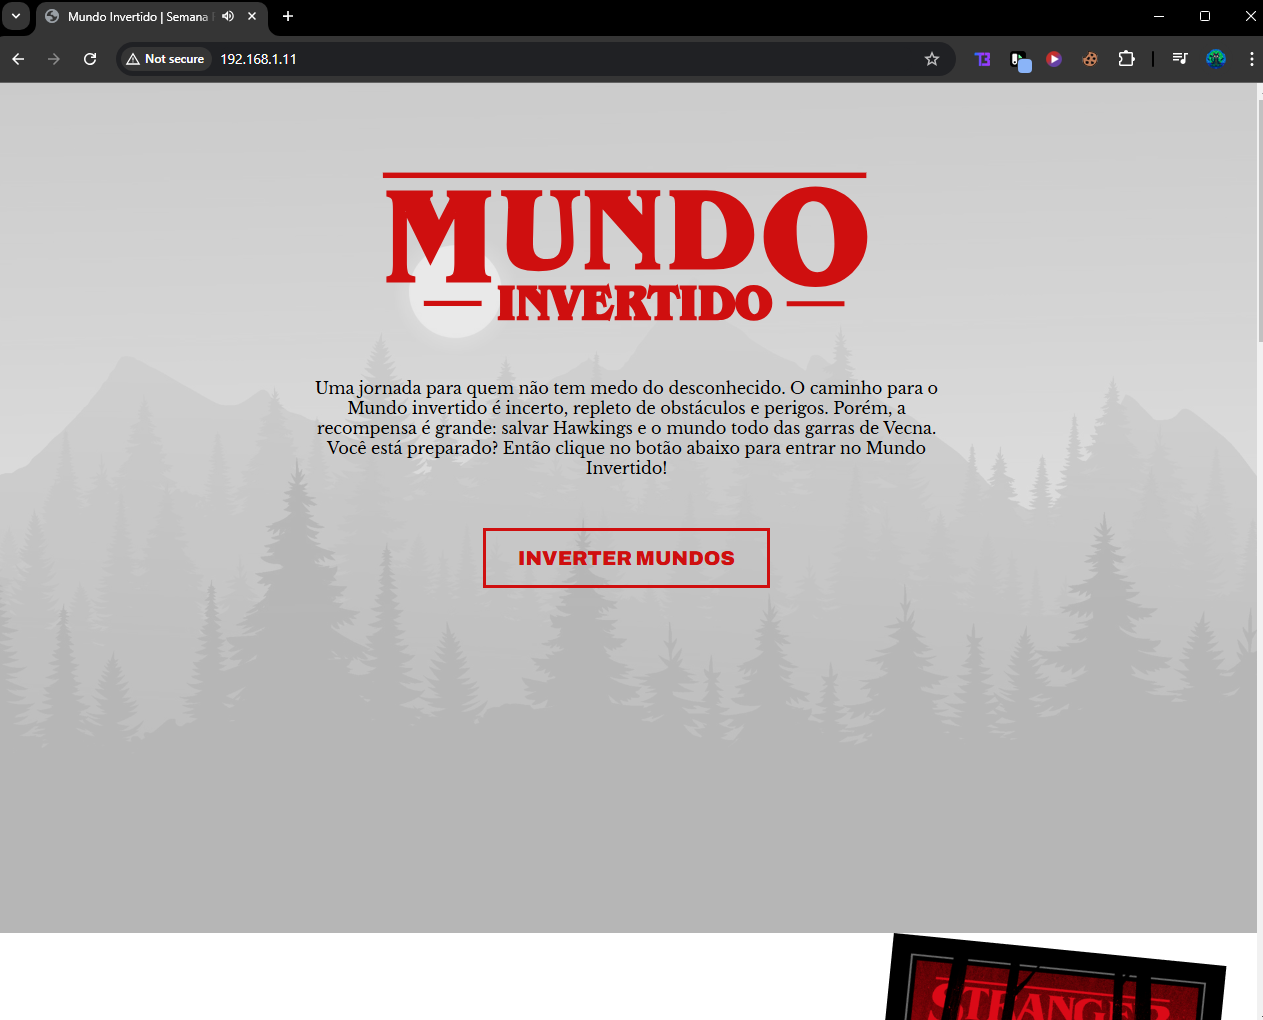 Mundo Invertido | Semana
Not secure
192.168.1.11
MUNDO
INVERTIDO
Uma jornada para quem não tem medo do desconhecido. O caminho para o
Mundo invertido é incerto, repleto de obstáculos e perigos. Porém, a
recompensa é grande: salvar Hawkings e o mundo todo das garras de Vecna.
Você está preparado? Então clique no botão abaixo para entrar no Mundo
Invertido!
INVERTER MUNDOS
STRANGER